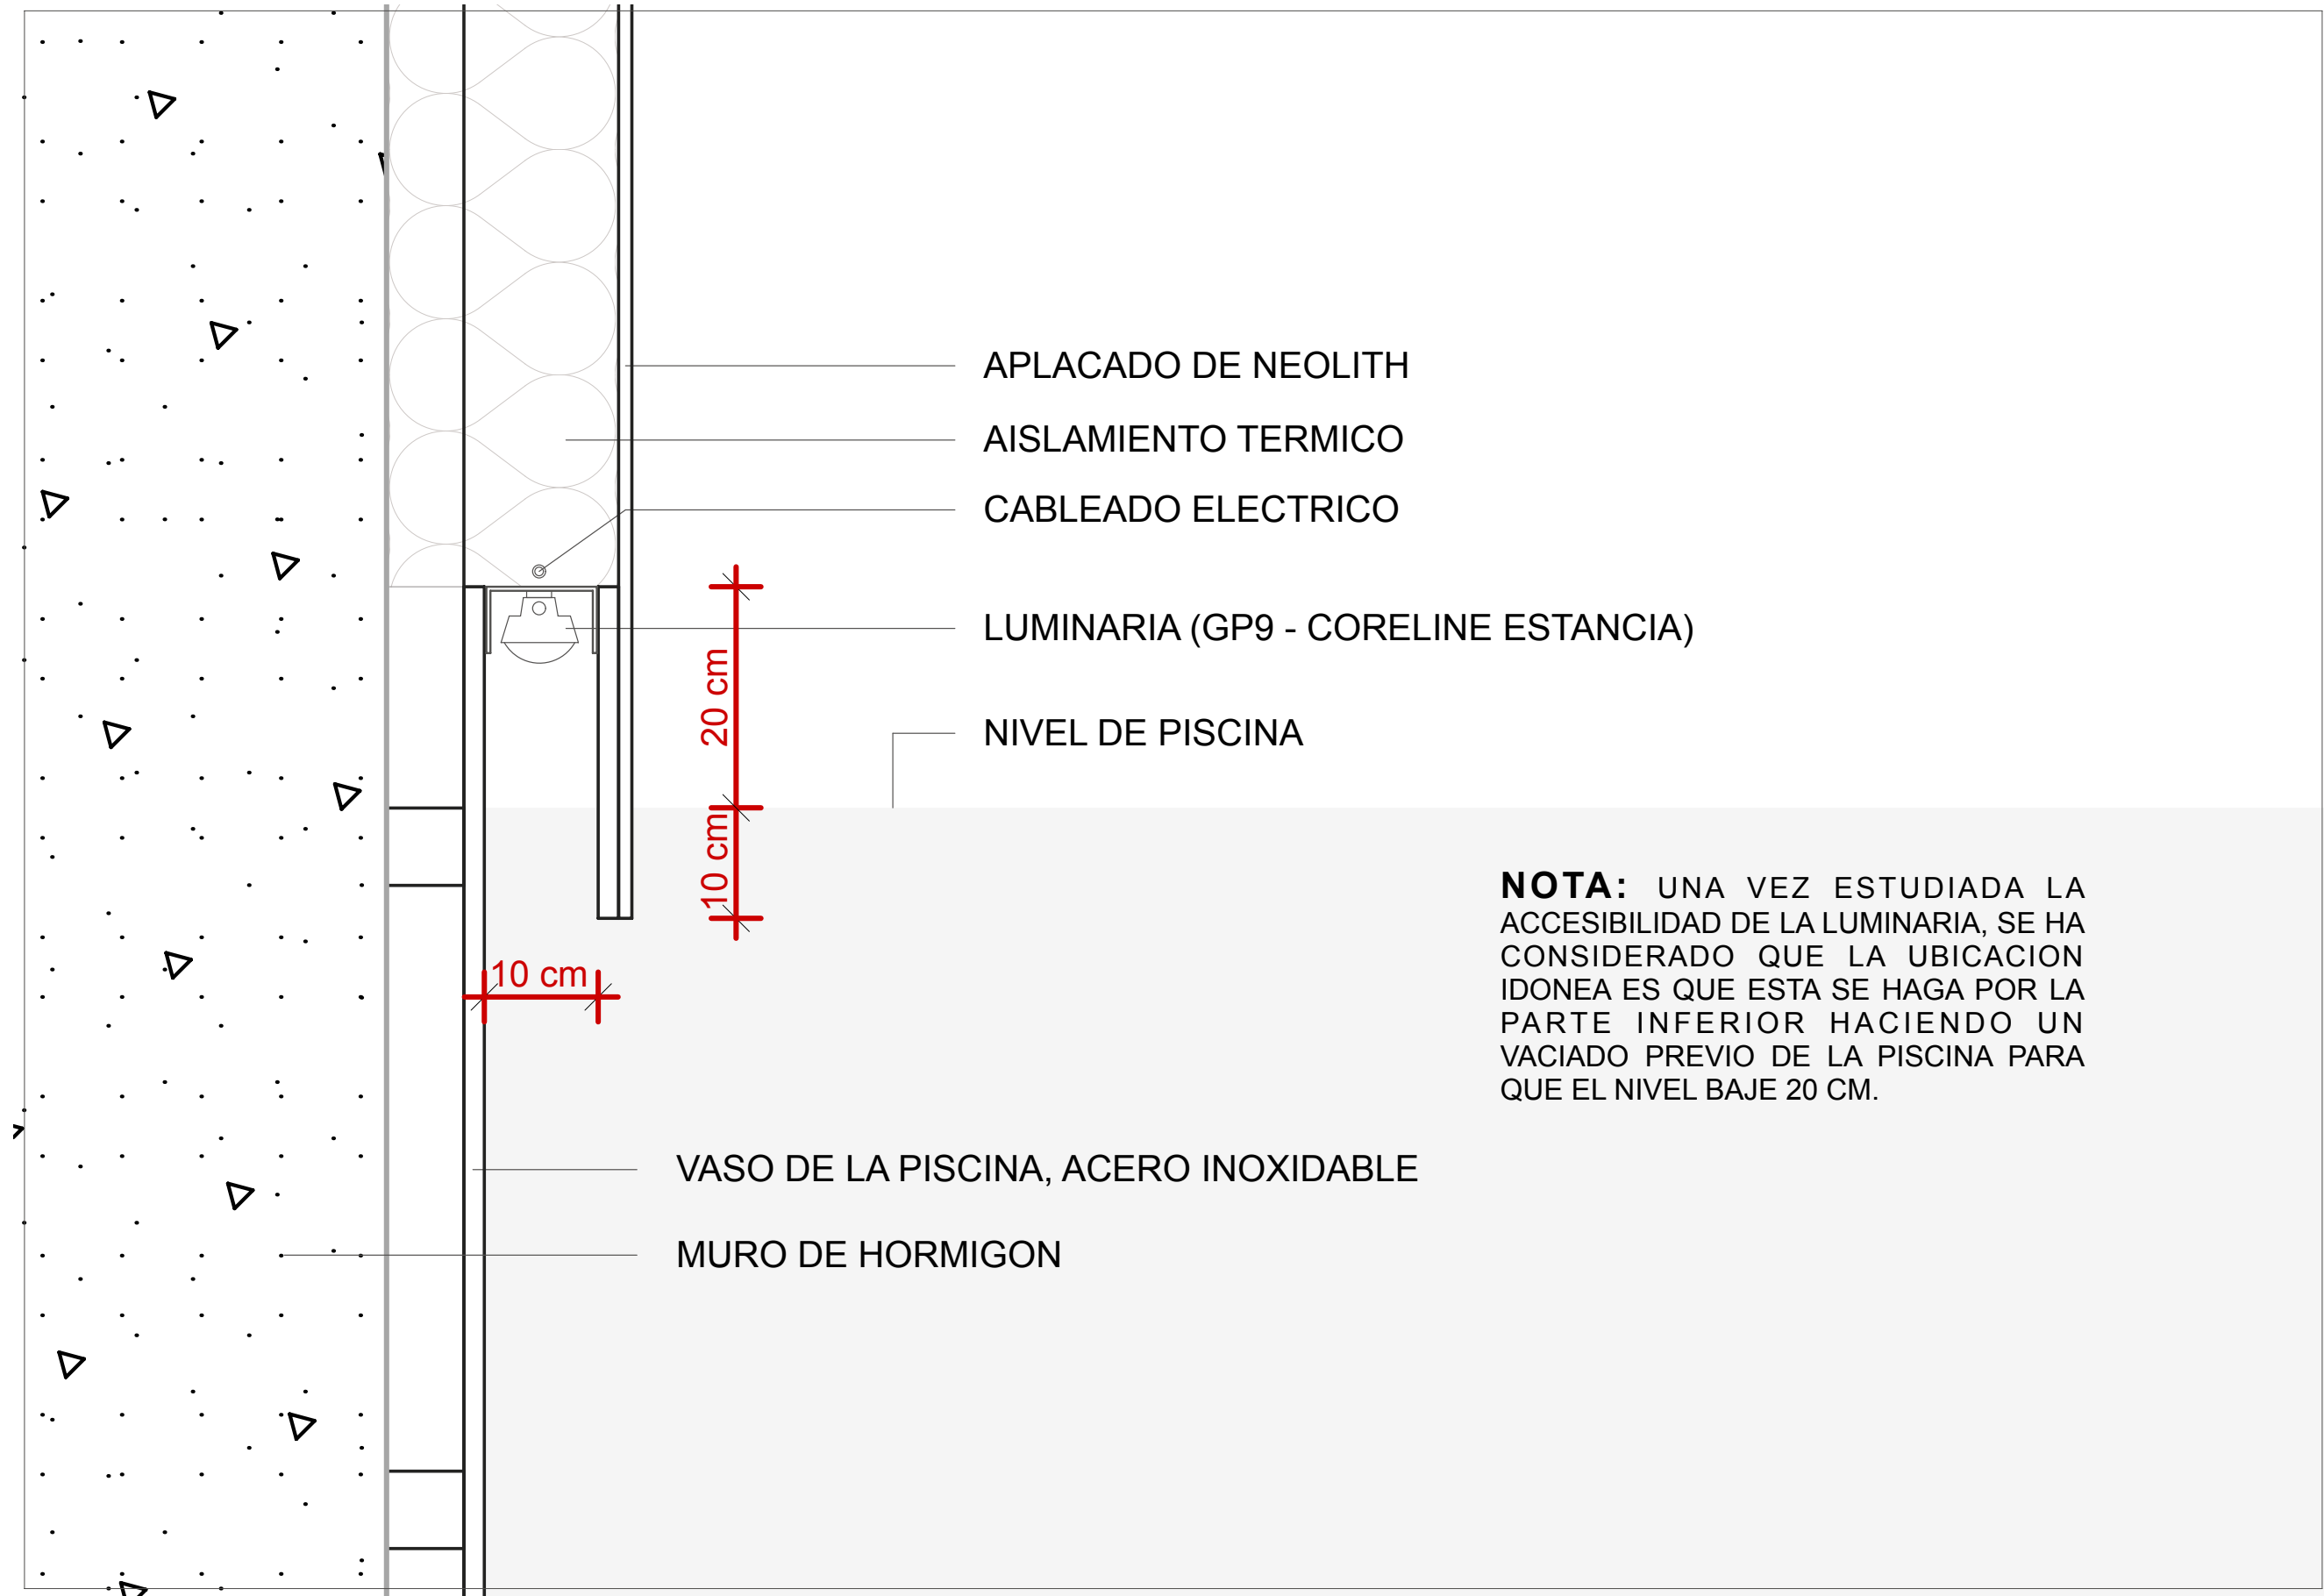 APLACADO DE NEOLITH
AISLAMIENTO TERMICO
CABLEADO ELECTRICO
LUMINARIA (GP9 - CORELINE ESTANCIA)
20 cm
NIVEL DE PISCINA
10 cm
10 cm
NOTA: UNA VEZ ESTUDIADA LA
ACCESIBILIDAD DE LA LUMINARIA, SE HA
CONSIDERADO QUE LA UBICACION
IDONEA ES QUE ESTA SE HAGA POR LA
PARTE INFERIOR HACIENDO UN
VACIADO PREVIO DE LA PISCINA PARA
QUE EL NIVEL BAJE 20 CM.
VASO DE LA PISCINA, ACERO INOXIDABLE
MURO DE HORMIGON